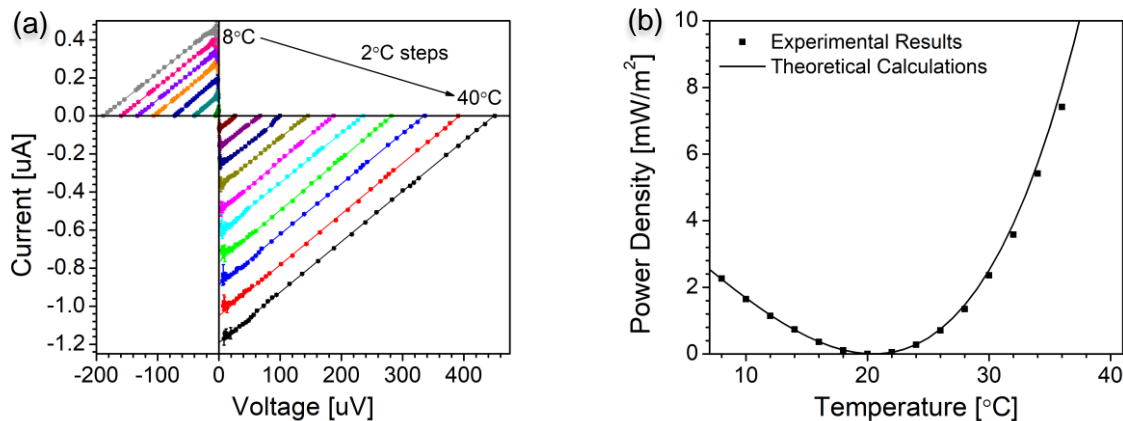 (a)
8°C
2°C steps
40°C
0.4
0.2
0.0
-0.2
-0.4
-0.6
-0.8
-1.0
-1.2
Current [uA]
-200 -100 0 100 200 300 400
Voltage [uV]
(b)
Experimental Results
Theoretical Calculations
10
8
6
4
2
0
Power Density [mW/m²]
10 20 30 40
Temperature [°C]